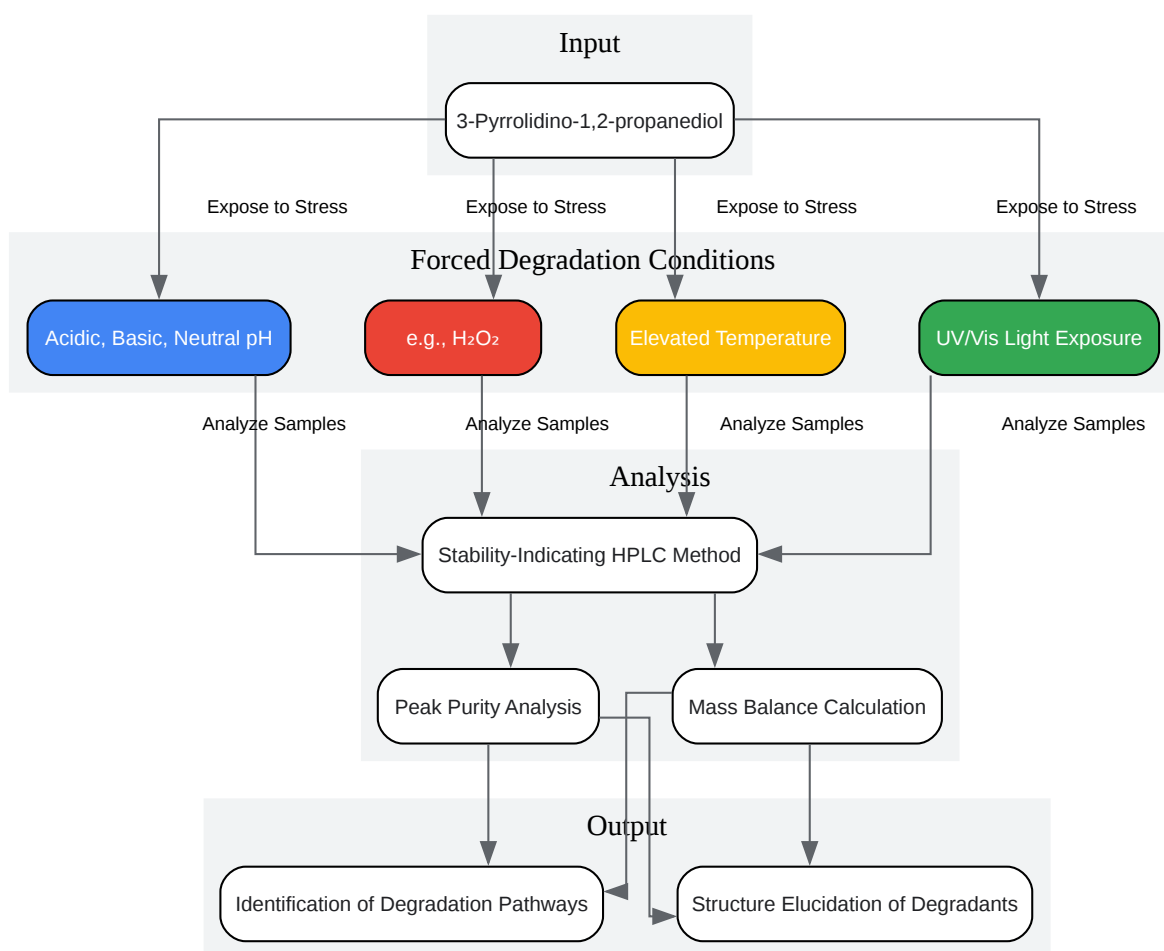 Input
3-Pyrrolidino-1,2-propanediol
Expose to Stress
Expose to Stress
Expose to Stress
Expose to Stress
Forced Degradation Conditions
Acidic, Basic, Neutral pH
e.g., H₂O₂
Elevated Temperature
UV/Vis Light Exposure
Analyze Samples
Analyze Samples
Analyze Samples
Analyze Samples
Analysis
Stability-Indicating HPLC Method
Peak Purity Analysis
Mass Balance Calculation
Output
Identification of Degradation Pathways
Structure Elucidation of Degradants